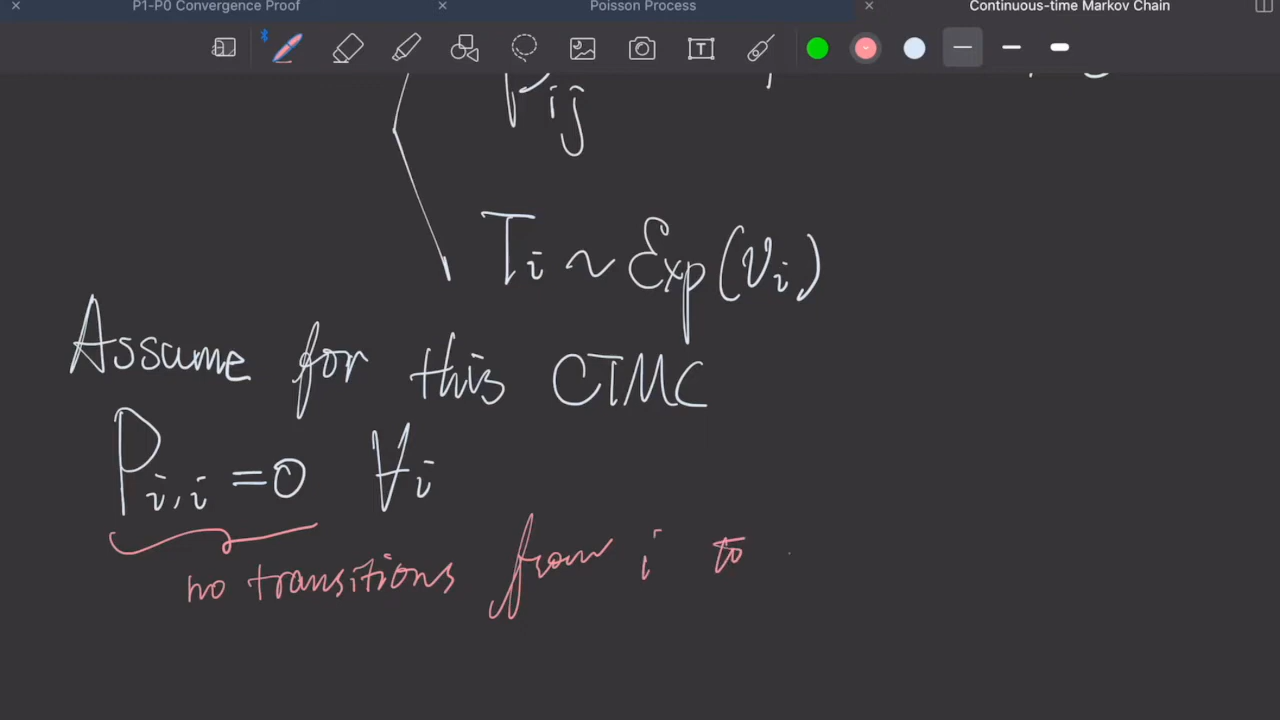 P1-P0 Convergence Proof
Poisson Process
Continuous-time Markov Chain
Pij
Ti ~ Exp(νi)
Assume for this CTMC
Pi,i =0 ∀i
no transitions from i to